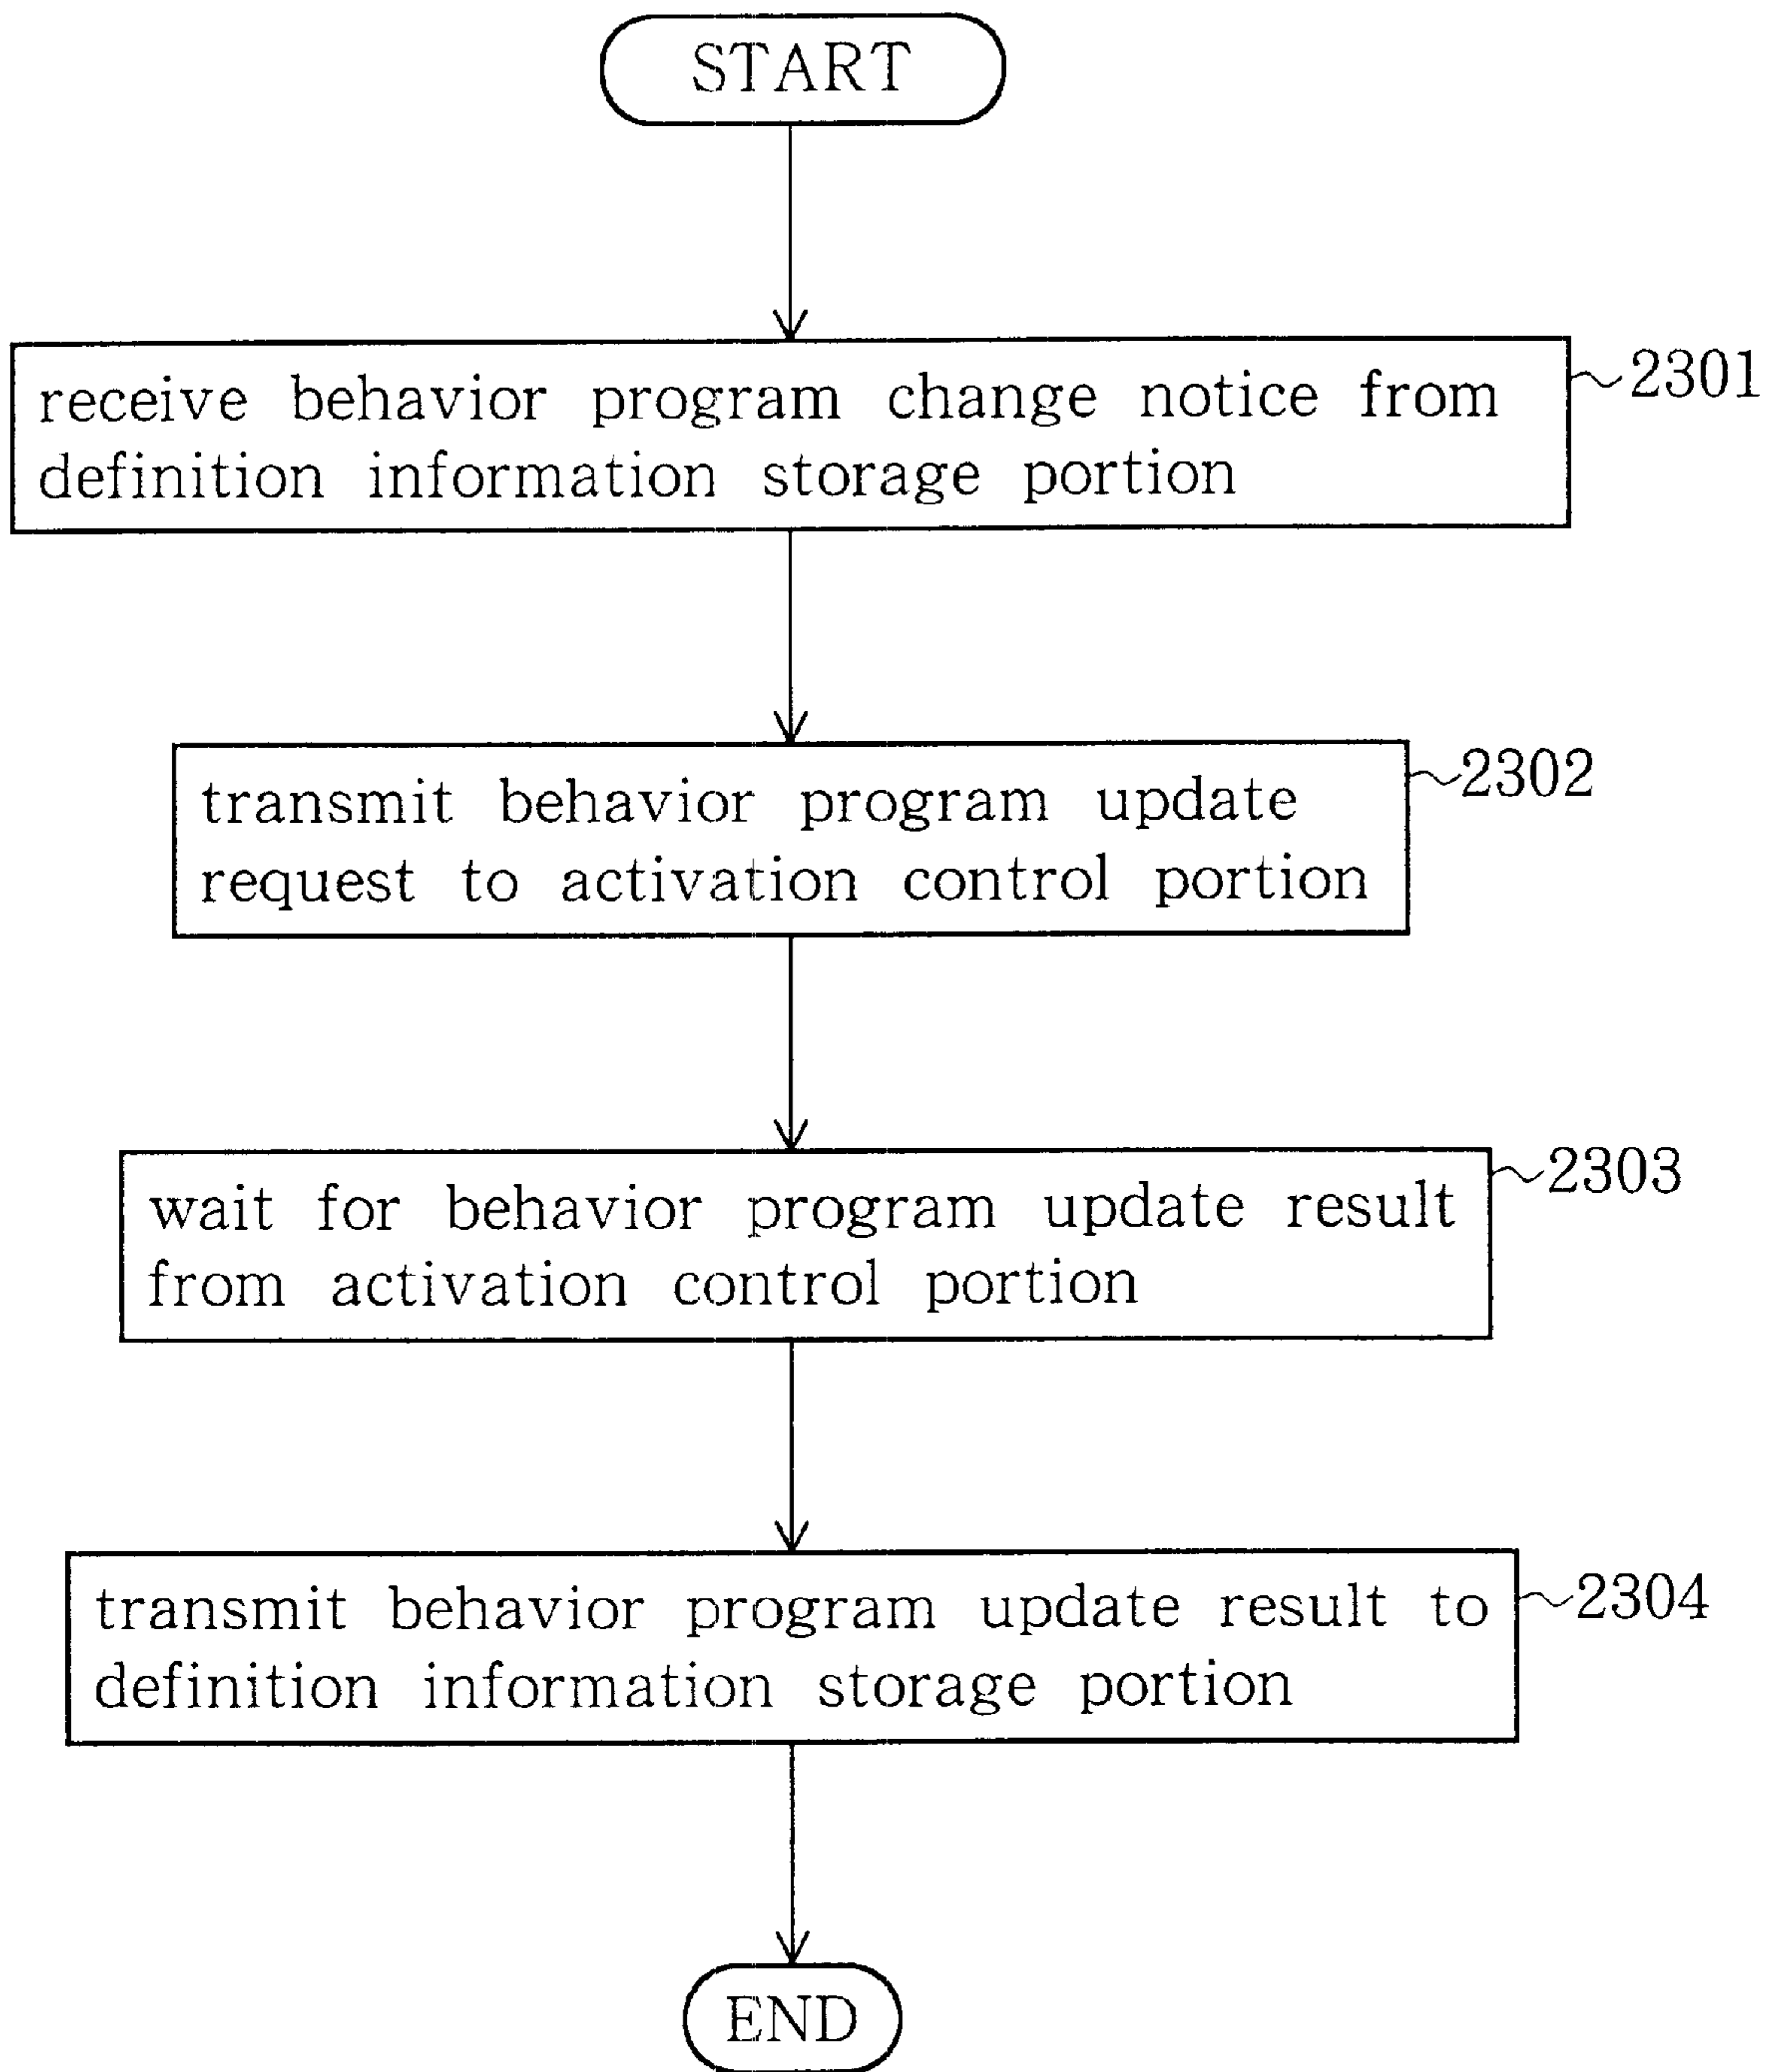 START
receive behavior program change notice from
definition information storage portion
2301
transmit behavior program update
request to activation control portion
2302
wait for behavior program update result
from activation control portion
2303
transmit behavior program update result to
definition information storage portion
2304
END